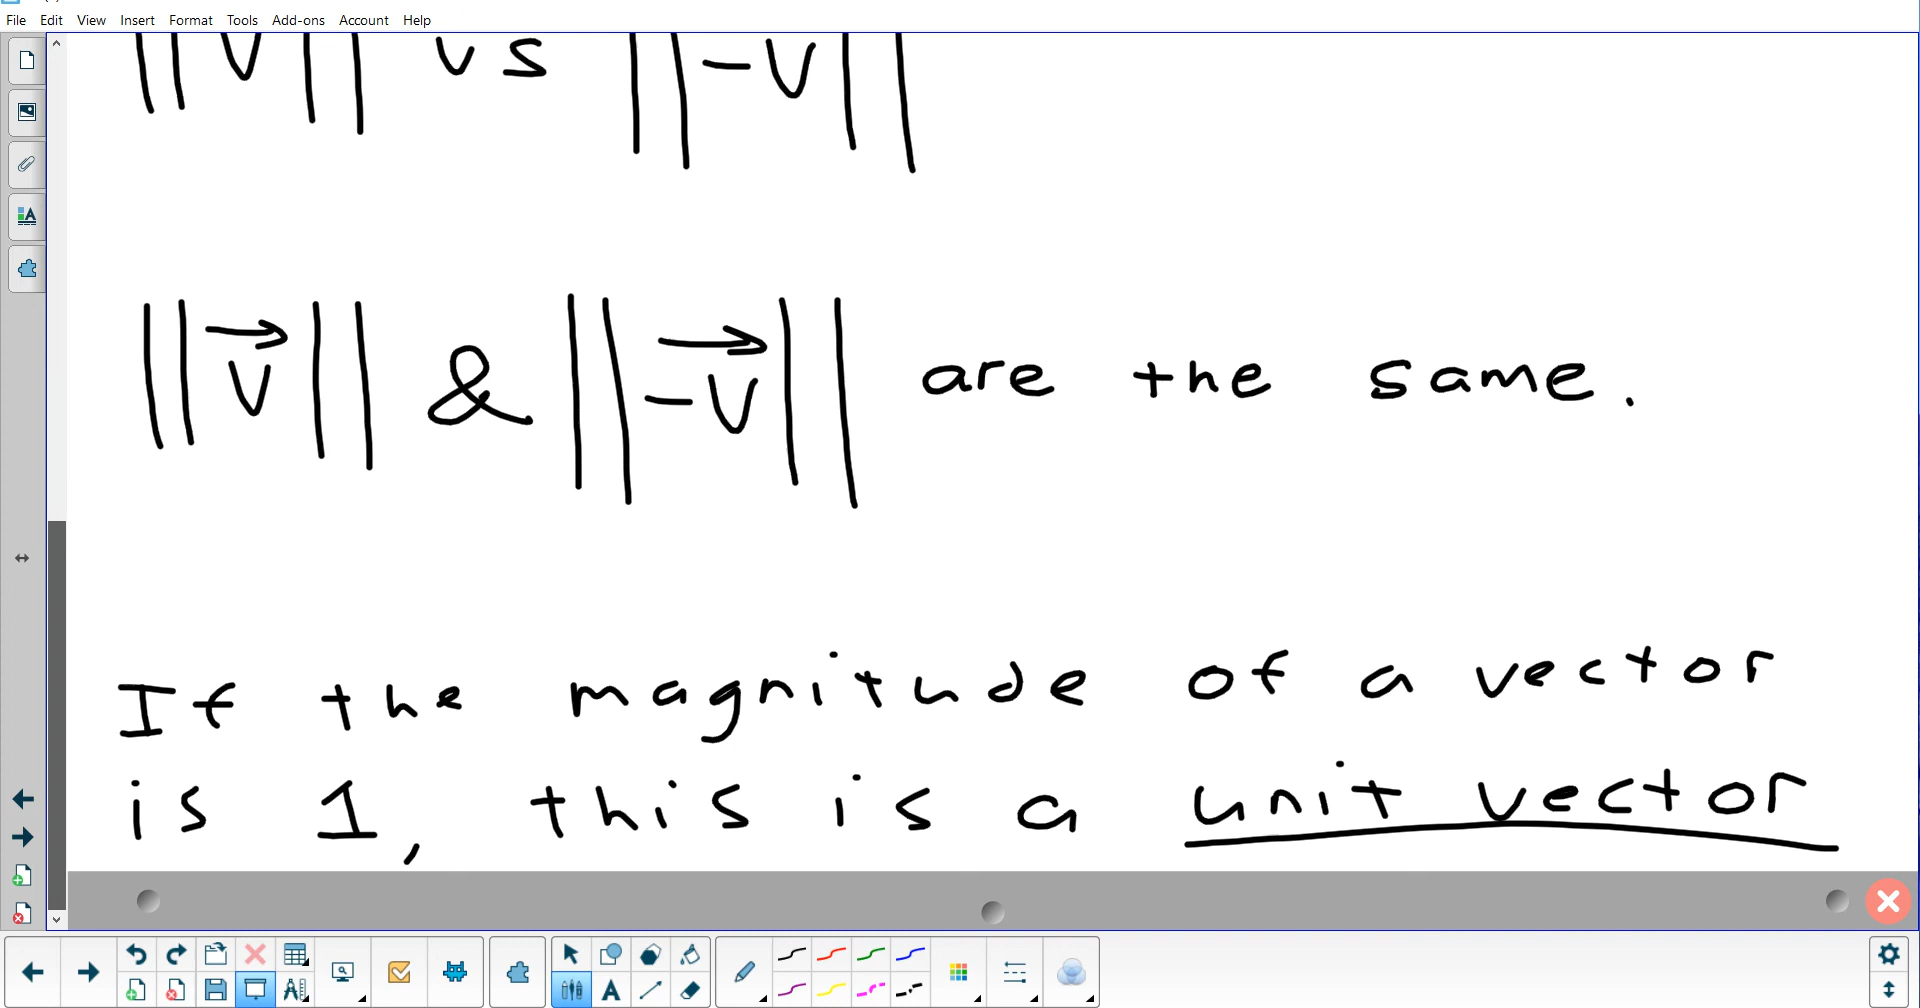 File Edit View Insert Format Tools Add-ons Account Help
||V|| vs ||-V||
||V⃗|| & ||-V⃗|| are the same.
If the magnitude of a vector
is 1, this is a unit vector